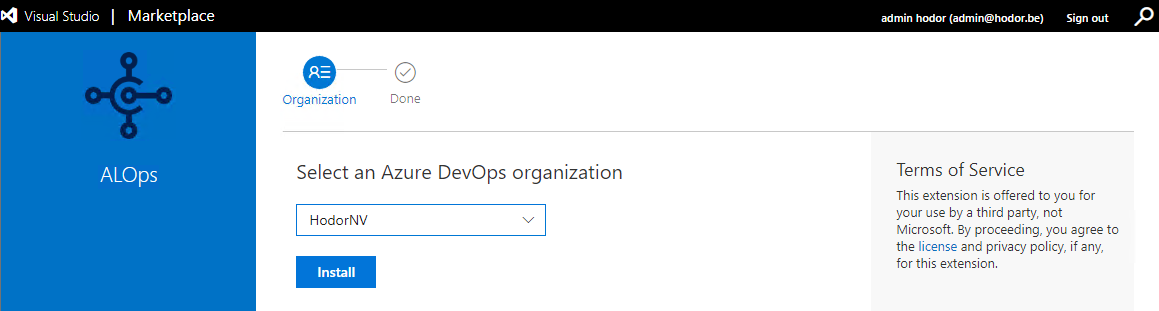 Visual Studio | Marketplace
admin hodor (admin@hodor.be)
Sign out
ALOps
Organization
Done
Select an Azure DevOps organization
HodorNV
Install
Terms of Service
This extension is offered to you for
your use by a third party, not
Microsoft. By proceeding, you agree to
the license and privacy policy, if any,
for this extension.